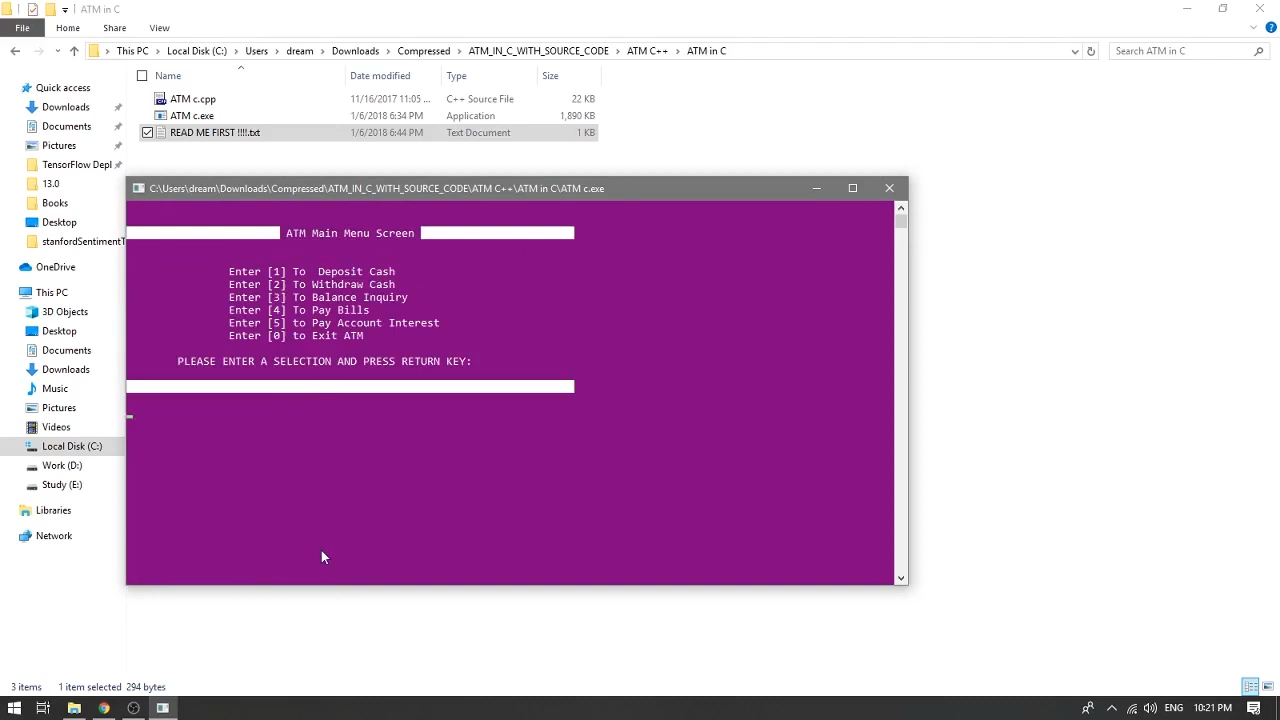 ATM in C
File Home Share View
This PC Local Disk (C:) Users dream Downloads Compressed ATM_IN_C_WITH_SOURCE_CODE ATM C++ ATM in C
Search ATM in C
Name Date modified Type Size
ATM c.cpp 11/16/2017 11:05 ... C++ Source File 22 KB
ATM c.exe 1/6/2018 6:34 PM Application 1,890 KB
READ ME FIRST !!!!.txt 1/6/2018 6:44 PM Text Document 1 KB
Quick access
Downloads
Documents
Pictures
TensorFlow Depl
13.0
Books
Desktop
stanfordSentimentT
OneDrive
This PC
3D Objects
Desktop
Documents
Downloads
Music
Pictures
Videos
Local Disk (C:)
Work (D:)
Study (E:)
Libraries
Network
C:\Users\dream\Downloads\Compressed\ATM_IN_C_WITH_SOURCE_CODE\ATM C++\ATM in C\ATM c.exe
ATM Main Menu Screen
Enter [1] To  Deposit Cash
Enter [2] To Withdraw Cash
Enter [3] To Balance Inquiry
Enter [4] To Pay Bills
Enter [5] to Pay Account Interest
Enter [0] to Exit ATM
PLEASE ENTER A SELECTION AND PRESS RETURN KEY:
3 items 1 item selected 294 bytes
ENG 10:21 PM